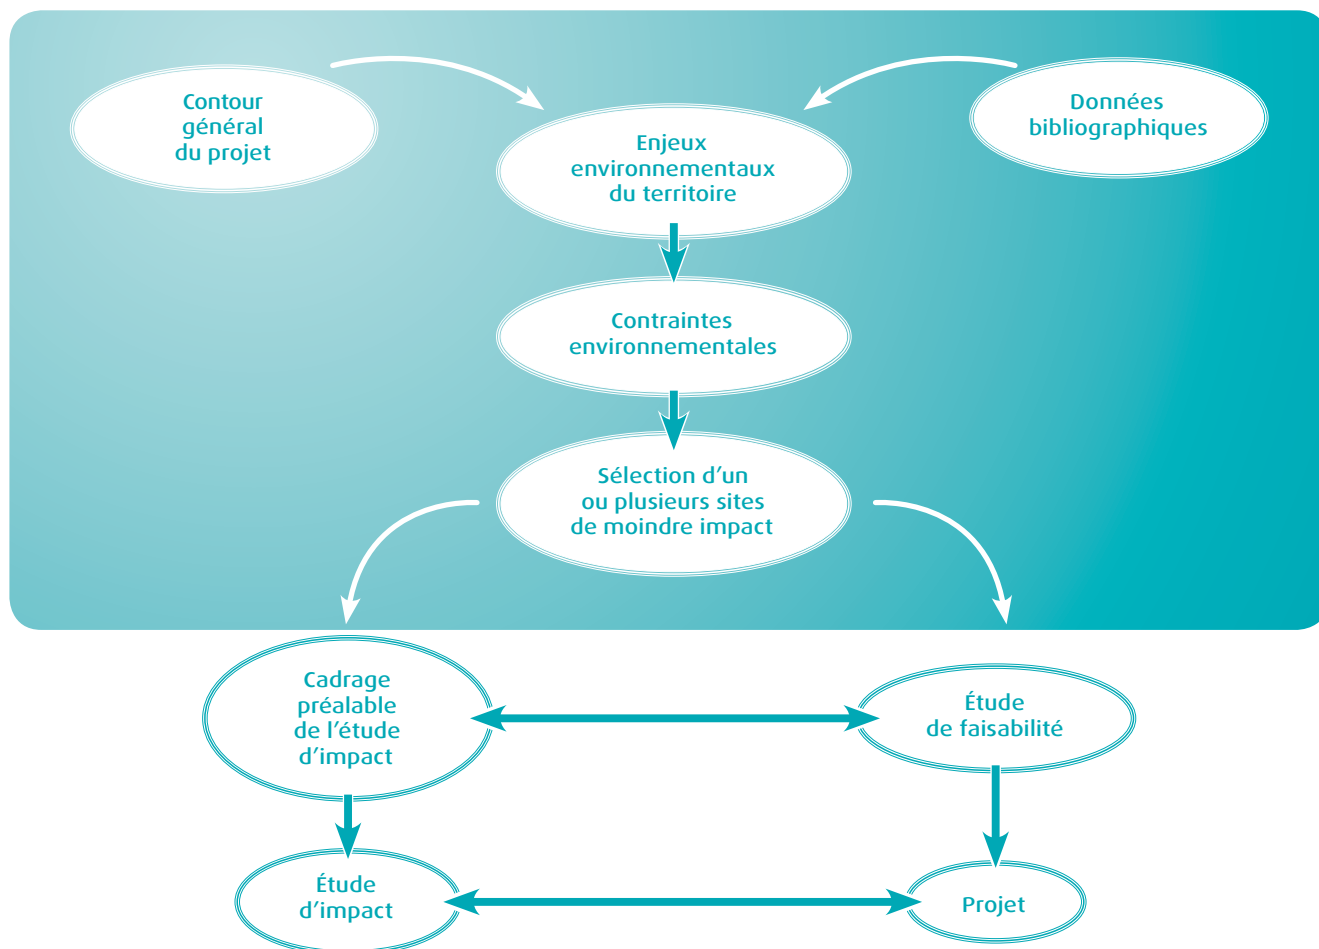 Contour
général
du projet
Données
bibliographiques
Enjeux
environnementaux
du territoire
Contraintes
environnementales
Sélection d'un
ou plusieurs sites
de moindre impact
Cadrage
préalable
de l'étude
d'impact
Étude
de faisabilité
Étude
d'impact
Projet